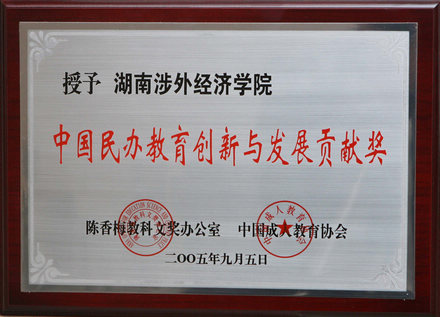 授予 湖南涉外经济学院
中国民办教育创新与发展贡献奖
陈香梅教科文奖办公室 中国成人教育协会
二〇〇五年九月五日